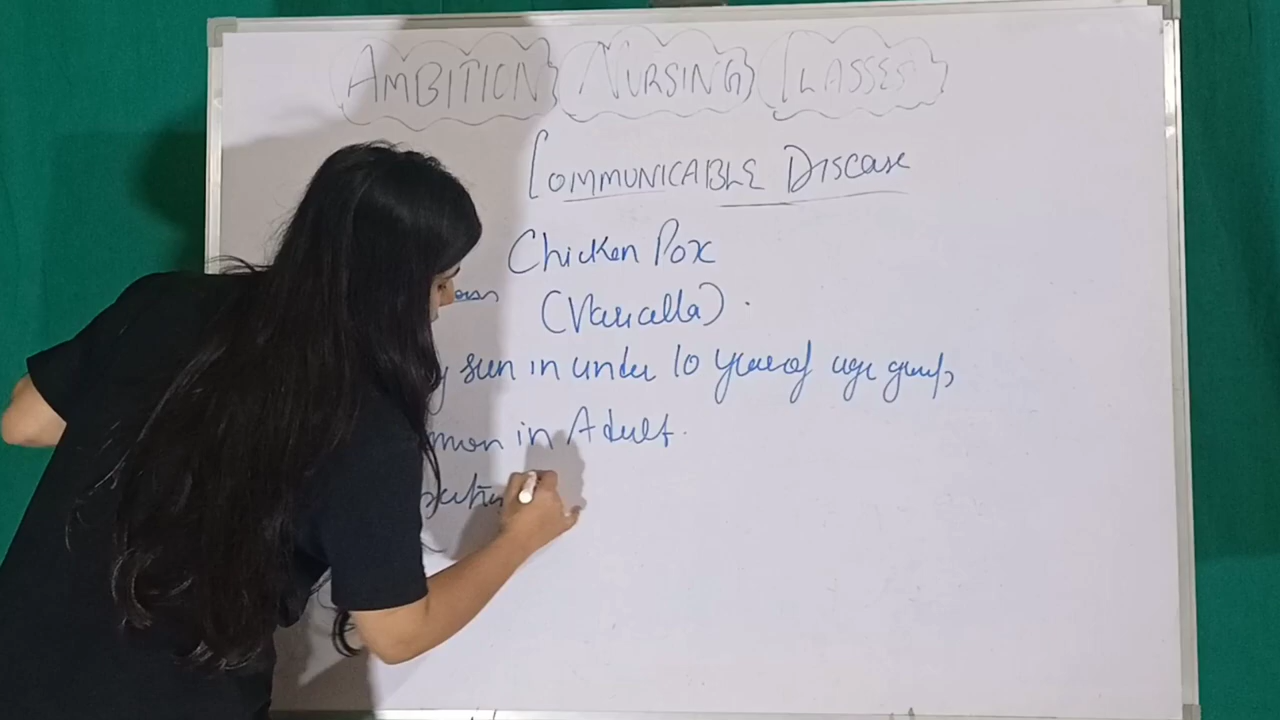 AMBITION NURSING CLASSES
COMMUNICABLE DISEASE
Chicken Pox
(Varicella)
seen in under 10 year of age group
in Adult.